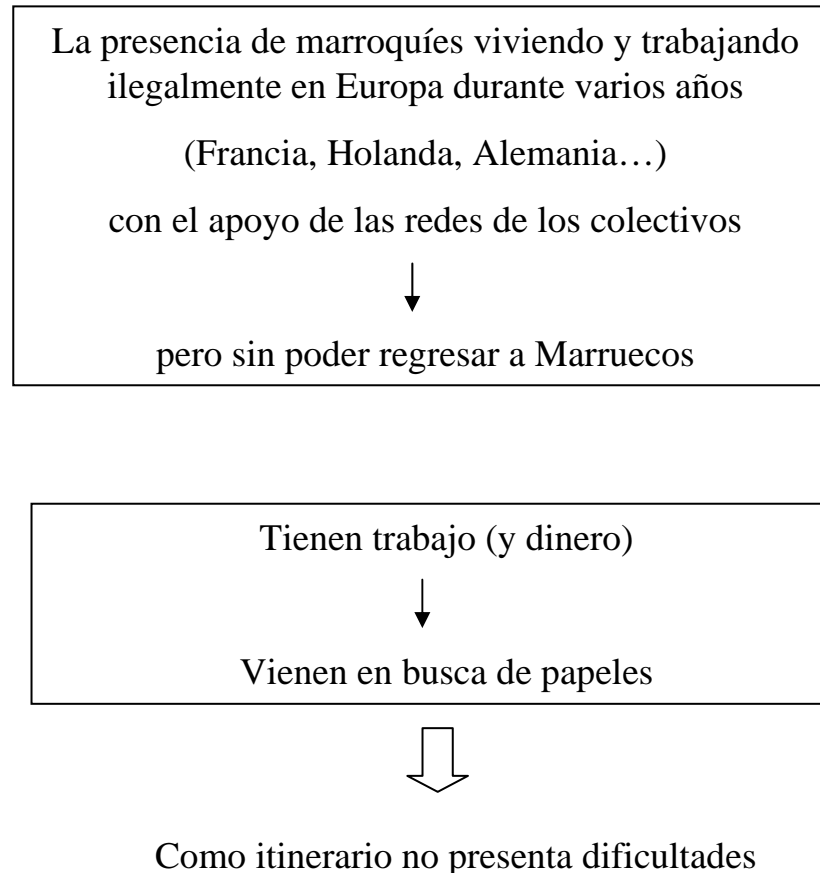 La presencia de marroquíes viviendo y trabajando
ilegalmente en Europa durante varios años
(Francia, Holanda, Alemania…)
con el apoyo de las redes de los colectivos
pero sin poder regresar a Marruecos
Tienen trabajo (y dinero)
Vienen en busca de papeles
Como itinerario no presenta dificultades